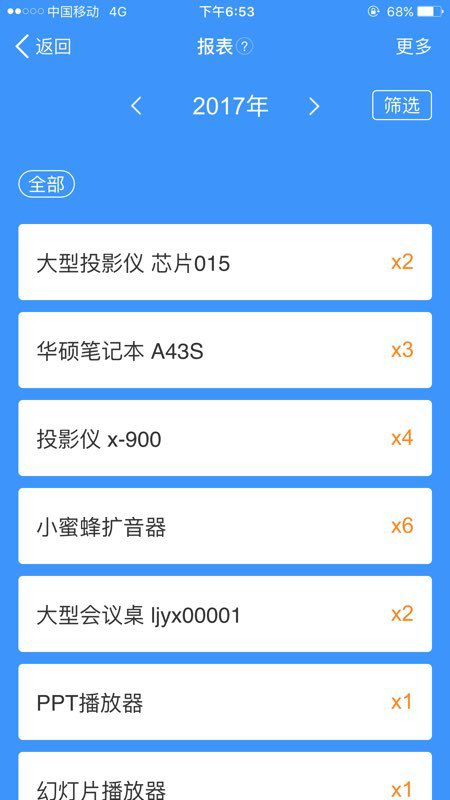 中国移动 4G 下午6:53 68%
返回 报表? 更多
2017年 筛选
全部
大型投影仪 芯片015 x2
华硕笔记本 A43S x3
投影仪 x-900 x4
小蜜蜂扩音器 x6
大型会议桌 ljyx00001 x2
PPT播放器 x1
幻灯片播放器 x1